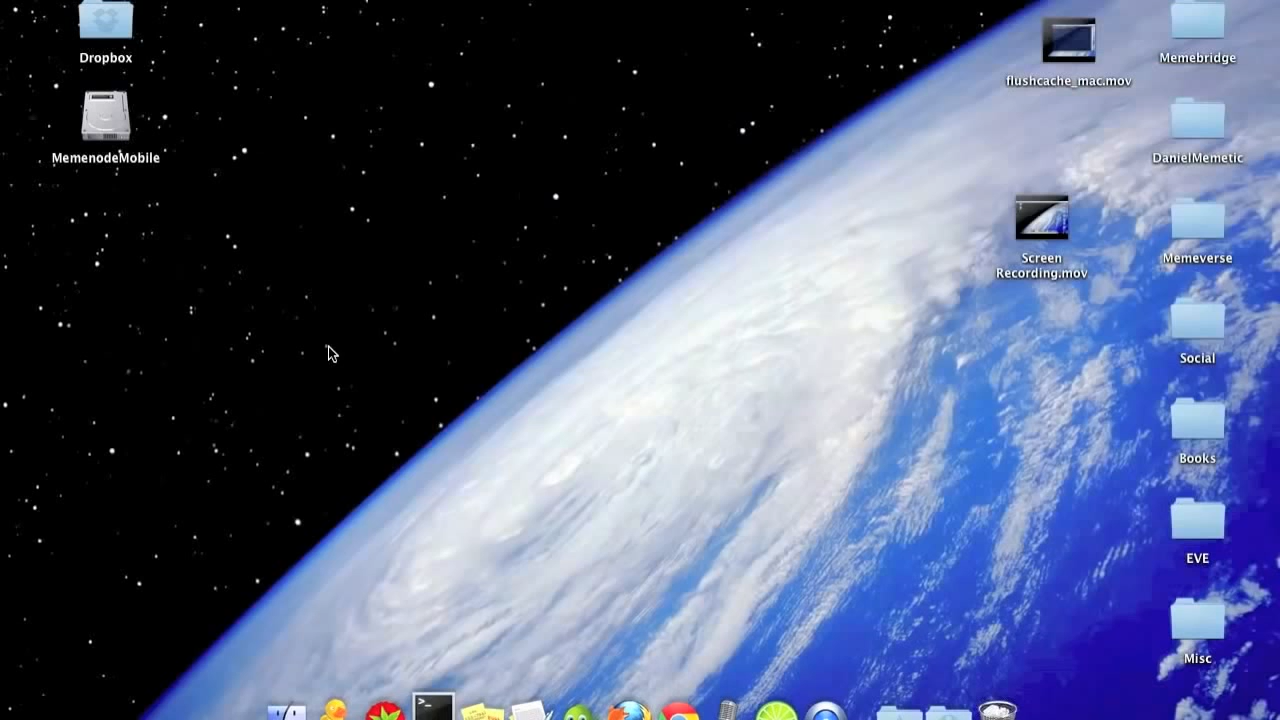 Dropbox
MemenodeMobile
flushcache_mac.mov
Screen
Recording.mov
Memebridge
DanielMemetic
Memeverse
Social
Books
EVE
Misc
>_